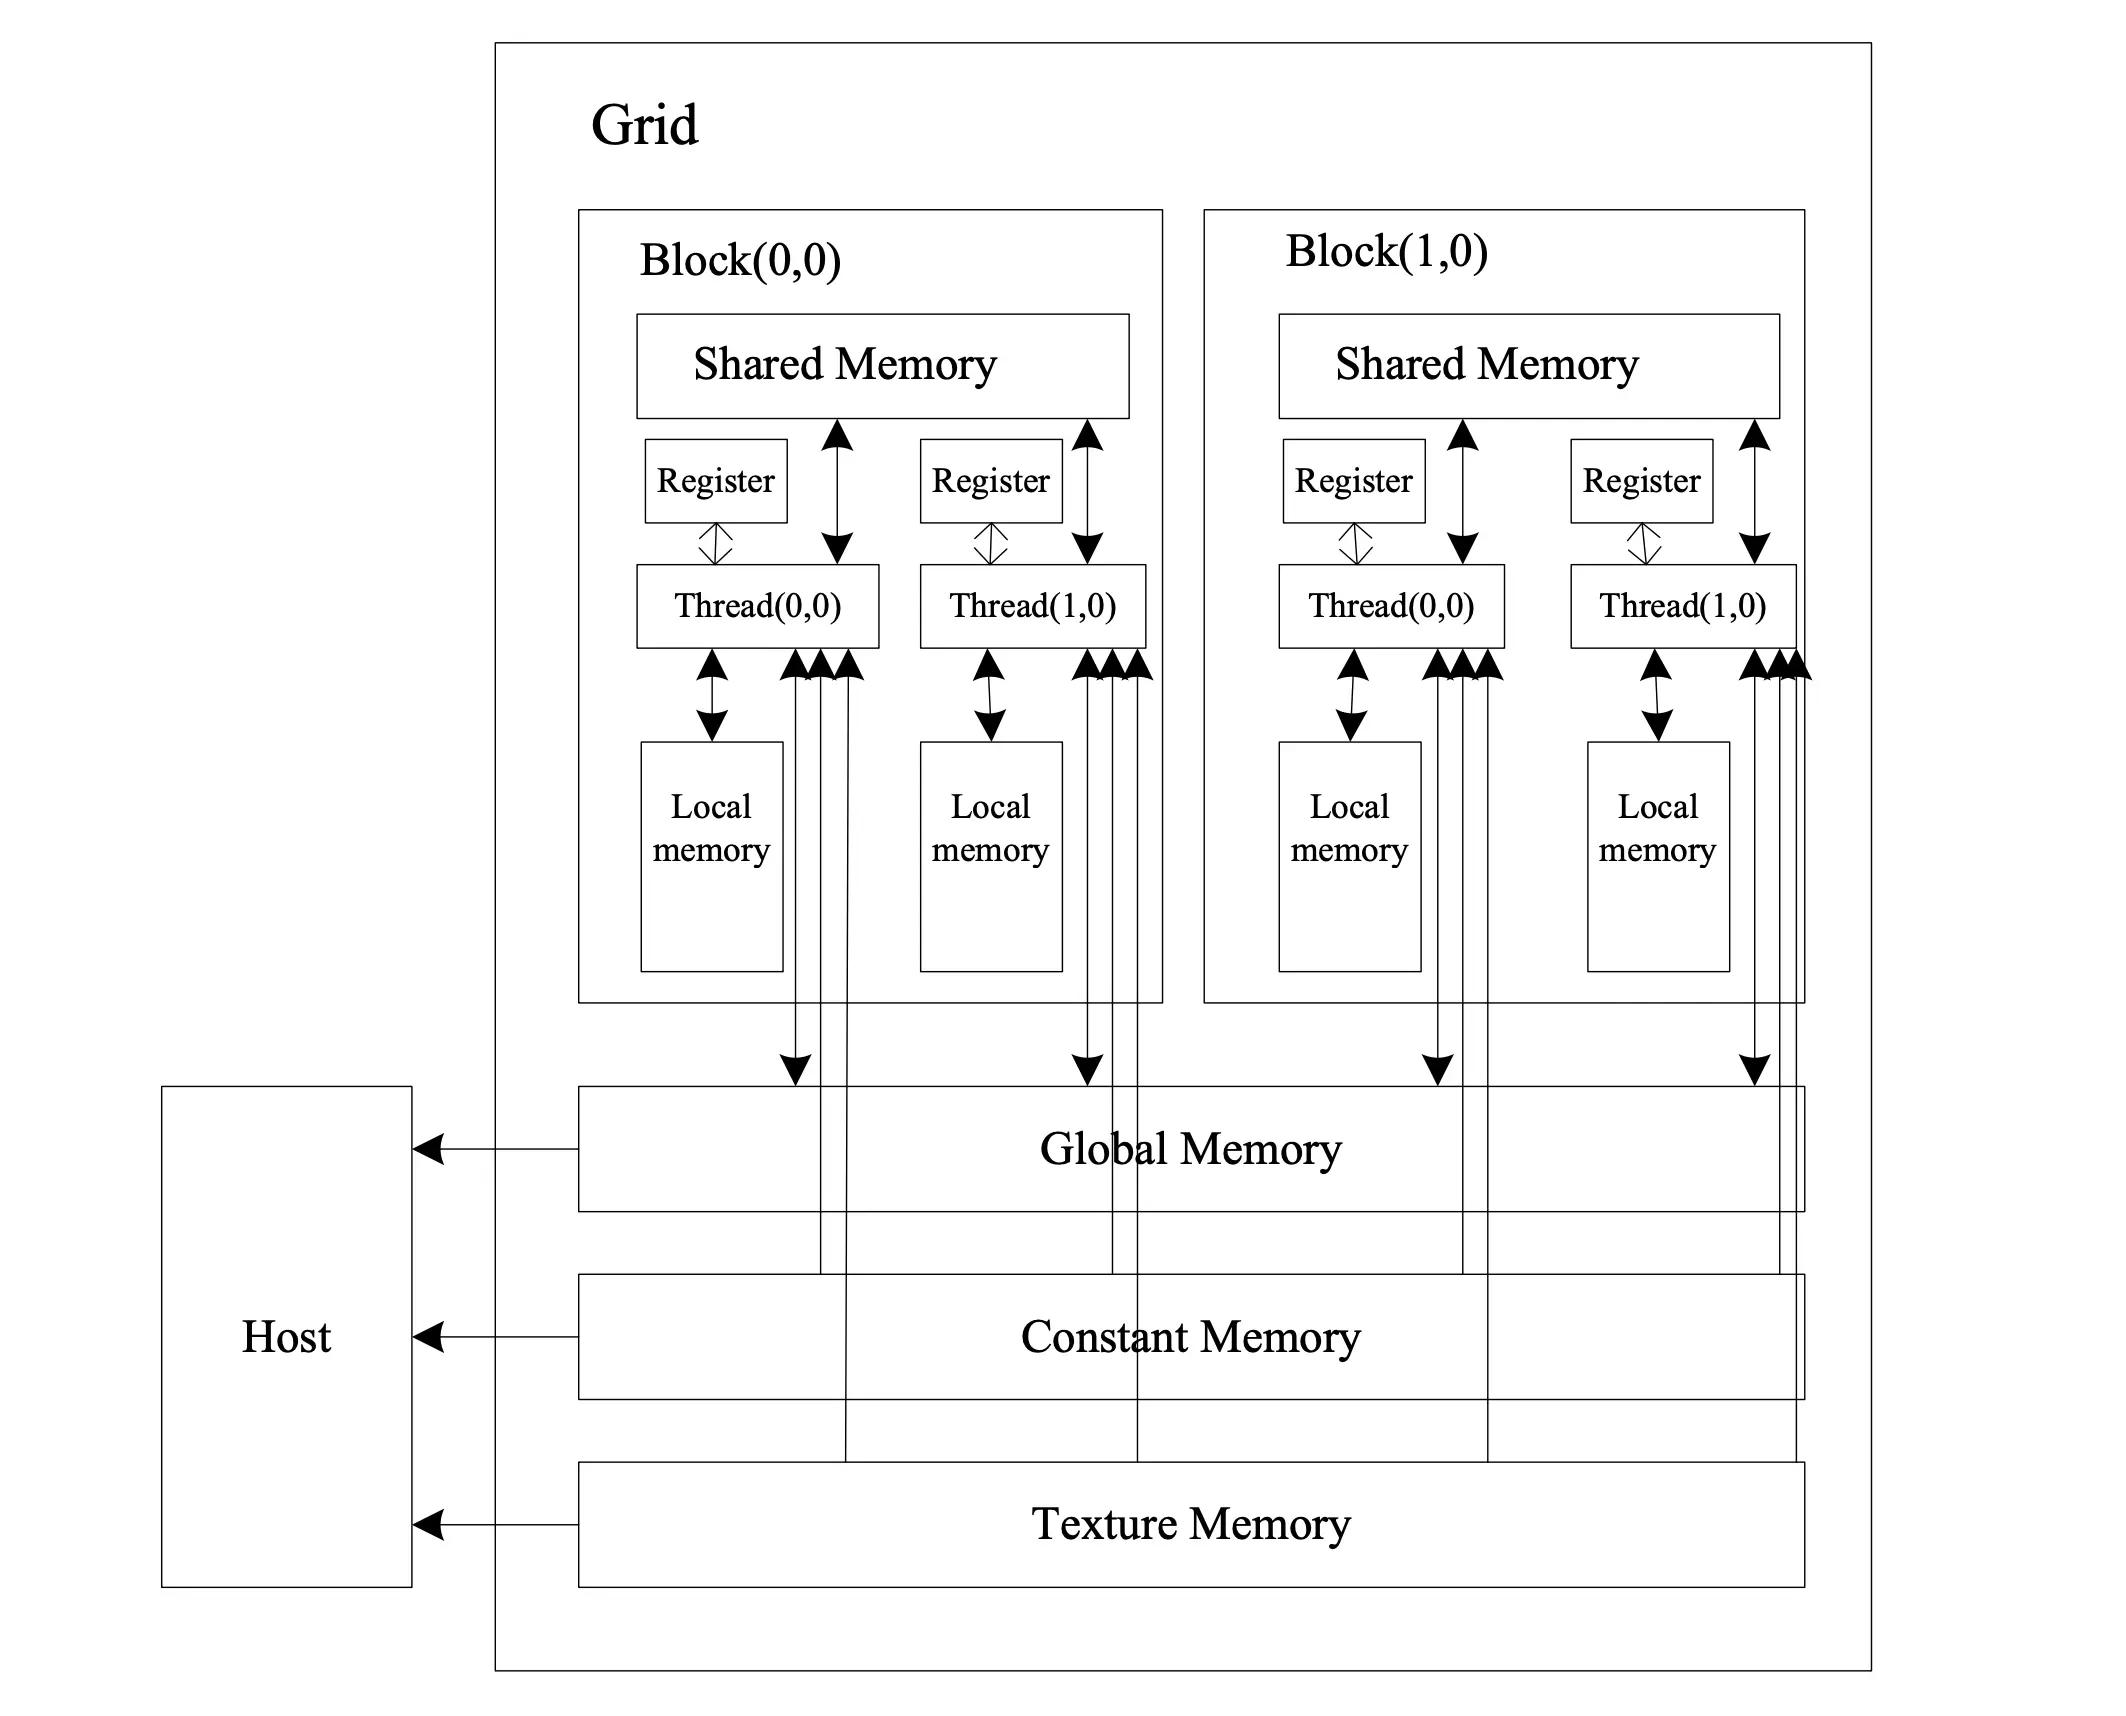 Grid
Block(0,0)
Shared Memory
Register
Register
Thread(0,0)
Thread(1,0)
Local
memory
Local
memory
Block(1,0)
Shared Memory
Register
Register
Thread(0,0)
Thread(1,0)
Local
memory
Local
memory
Host
Global Memory
Constant Memory
Texture Memory